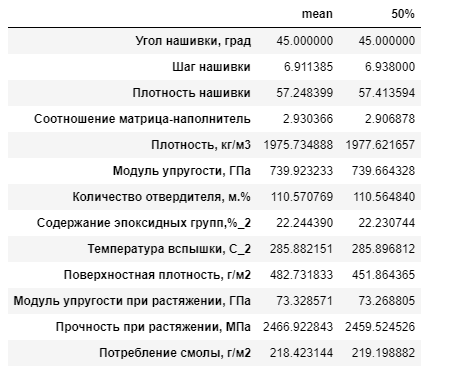 mean 50%
Угол нашивки, град 45.000000 45.000000
Шаг нашивки 6.911385 6.938000
Плотность нашивки 57.248399 57.413594
Соотношение матрица-наполнитель 2.930366 2.906878
Плотность, кг/м3 1975.734888 1977.621657
Модуль упругости, ГПа 739.923233 739.664328
Количество отвердителя, м.% 110.570769 110.564840
Содержание эпоксидных групп,%_2 22.244390 22.230744
Температура вспышки, С_2 285.882151 285.896812
Поверхностная плотность, г/м2 482.731833 451.864365
Модуль упругости при растяжении, ГПа 73.328571 73.268805
Прочность при растяжении, МПа 2466.922843 2459.524526
Потребление смолы, г/м2 218.423144 219.198882